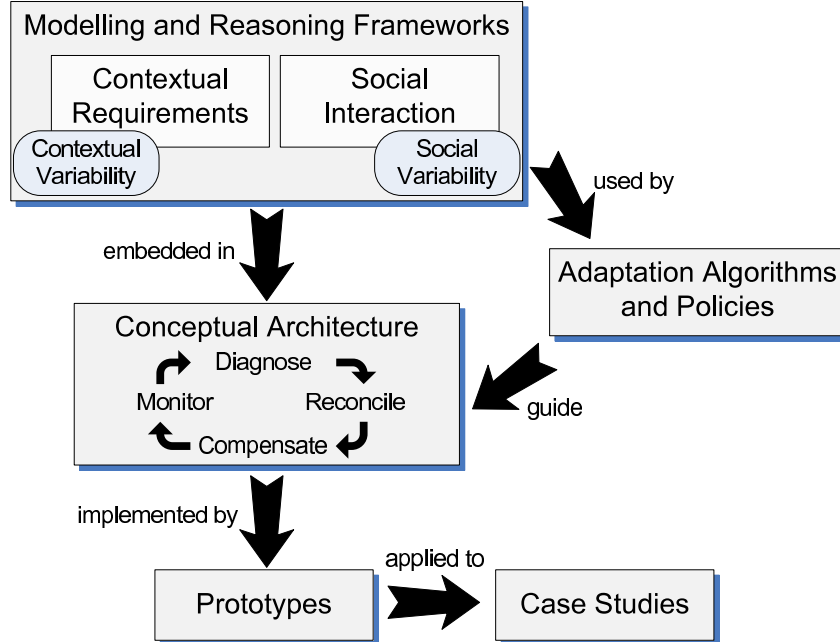 Modelling and Reasoning Frameworks
Contextual
Requirements
Social
Interaction
Contextual
Variability
Social
Variability
used by
embedded in
Adaptation Algorithms
and Policies
Conceptual Architecture
Diagnose
Monitor
Reconcile
Compensate
guide
implemented by
applied to
Prototypes
Case Studies